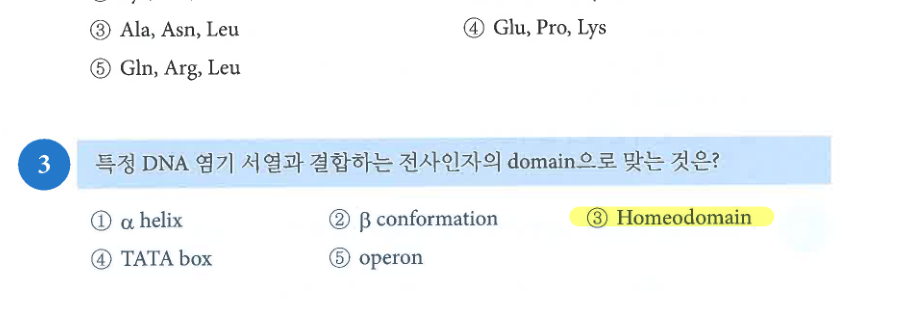 ③ Ala, Asn, Leu ④ Glu, Pro, Lys
⑤ Gln, Arg, Leu
3 특정 DNA 염기 서열과 결합하는 전사인자의 domain으로 맞는 것은?
① α helix ② β conformation ③ Homeodomain
④ TATA box ⑤ operon